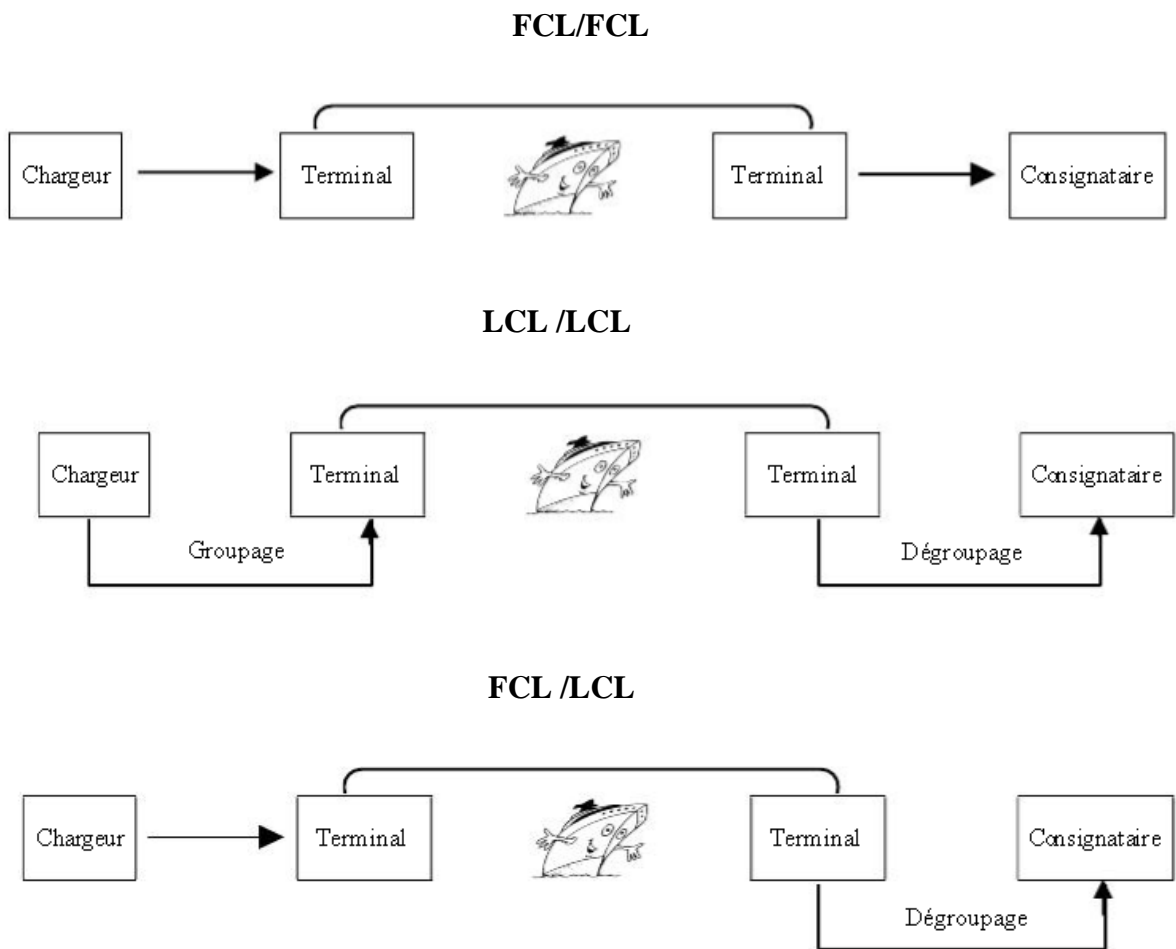 FCL/FCL
Chargeur Terminal Terminal Consignataire
LCL /LCL
Chargeur Terminal Terminal Consignataire
Groupage Dégroupage
FCL /LCL
Chargeur Terminal Terminal Consignataire
Dégroupage